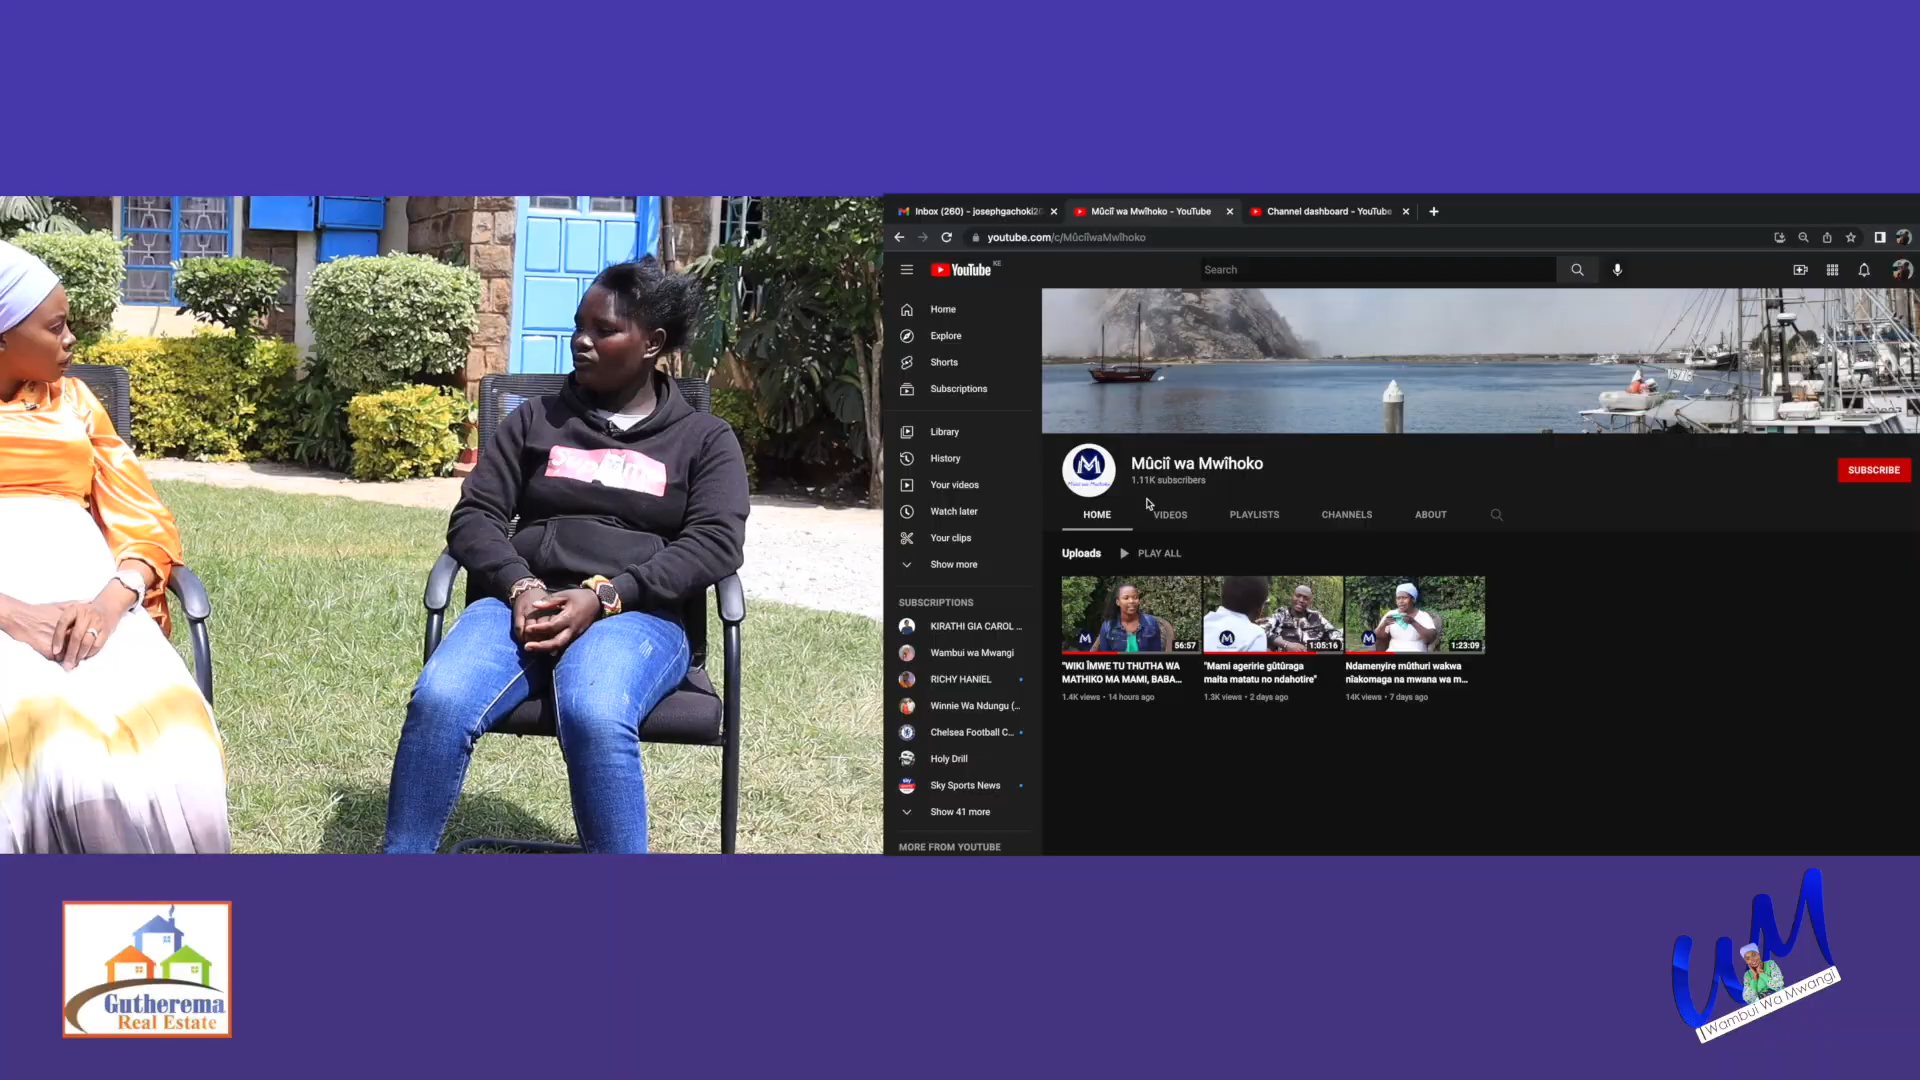 Inbox (260) – josephgachoki20
Mûciî wa Mwîhoko - YouTube
Channel dashboard - YouTube
youtube.com/c/MûciîwaMwîhoko
YouTube KE
Search
Home
Explore
Shorts
Subscriptions
Library
History
Your videos
Watch later
Your clips
Show more
SUBSCRIPTIONS
KIRATHI GIA CAROL ...
Wambui wa Mwangi
RICHY HANIEL
Winnie Wa Ndungu (...
Chelsea Football C...
Holy Drill
Sky Sports News
Show 41 more
MORE FROM YOUTUBE
Mûciî wa Mwîhoko
1.11K subscribers
SUBSCRIBE
HOME
VIDEOS
PLAYLISTS
CHANNELS
ABOUT
Uploads
PLAY ALL
56:57
"WIKI ÎMWE TU THUTHA WA
MATHIKO MA MAMI, BABA...
1.4K views • 14 hours ago
1:05:16
"Mami ageririe gûtûraga
maita matatu no ndahotire"
1.3K views • 2 days ago
1:23:09
Ndamenyire mûthuri wakwa
nîakomaga na mwana wa m...
14K views • 7 days ago
Gutherema
Real Estate
WM
Wambui Wa Mwangi